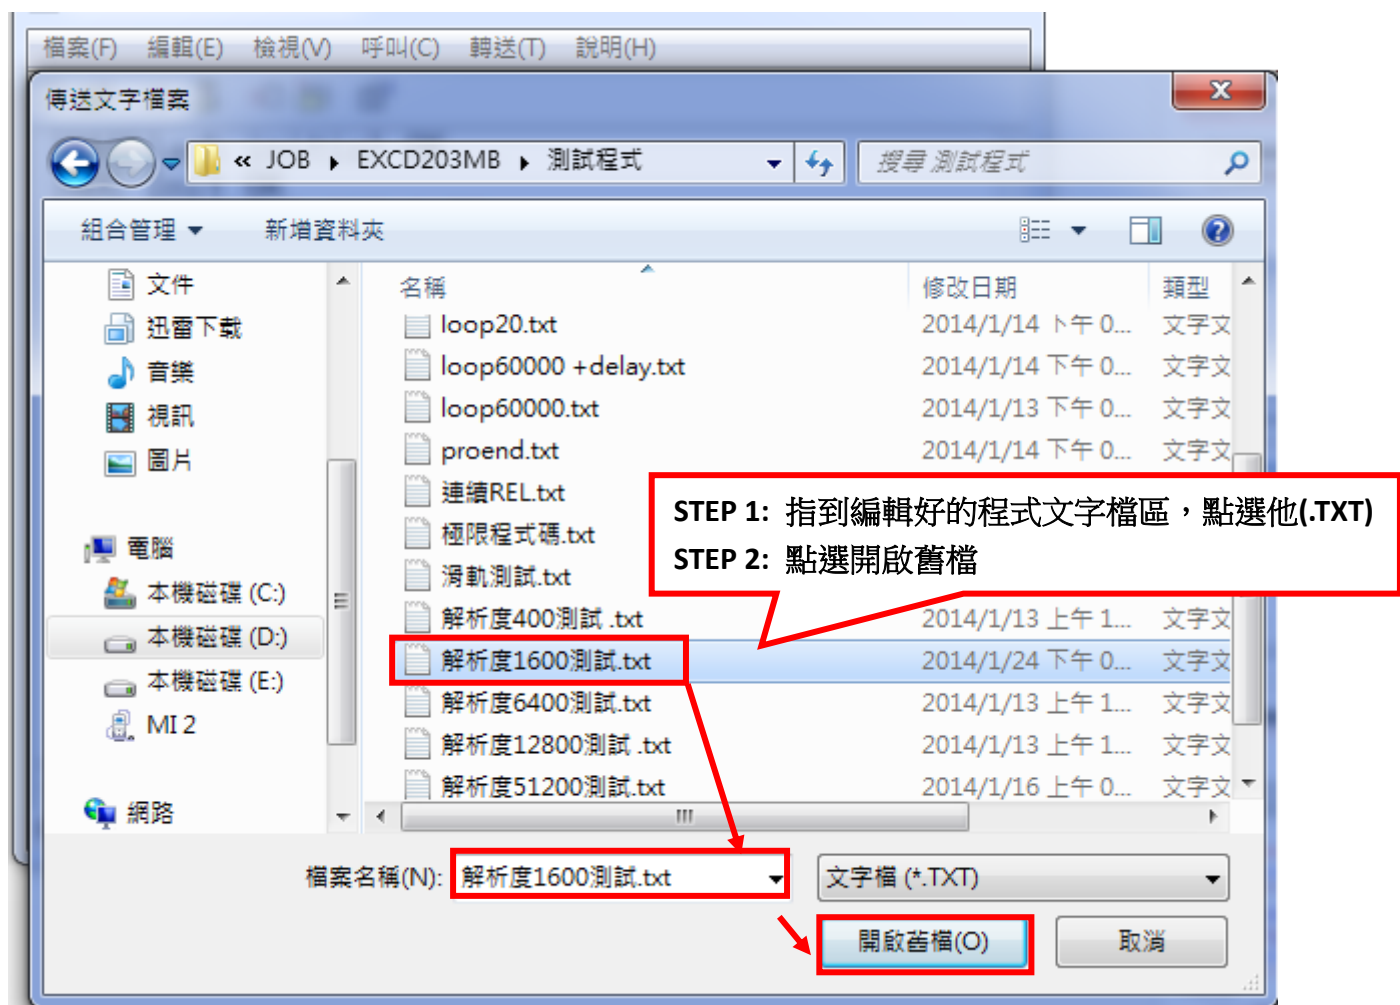 檔案(F) 編輯(E) 檢視(V) 呼叫(C) 轉送(T) 說明(H)
傳送文字檔案
« JOB ▸ EXCD203MB ▸ 測試程式
搜尋 測試程式
組合管理 新增資料夾
文件
迅雷下载
音樂
視訊
圖片
電腦
本機磁碟 (C:)
本機磁碟 (D:)
本機磁碟 (E:)
MI 2
網路
名稱 修改日期 類型
loop20.txt 2014/1/14 下午 0... 文字文
loop60000 +delay.txt 2014/1/14 下午 0... 文字文
loop60000.txt 2014/1/13 下午 0... 文字文
proend.txt 2014/1/14 下午 0... 文字文
連續REL.txt
極限程式碼.txt
滑軌測試.txt
解析度400測試 .txt 2014/1/13 上午 1... 文字文
解析度1600測試.txt 2014/1/24 下午 0... 文字文
解析度6400測試.txt 2014/1/13 上午 1... 文字文
解析度12800測試 .txt 2014/1/13 上午 1... 文字文
解析度51200測試.txt 2014/1/16 上午 0... 文字文
STEP 1: 指到編輯好的程式文字檔區，點選他(.TXT)
STEP 2: 點選開啟舊檔
檔案名稱(N): 解析度1600測試.txt 文字檔 (*.TXT)
開啟舊檔(O) 取消